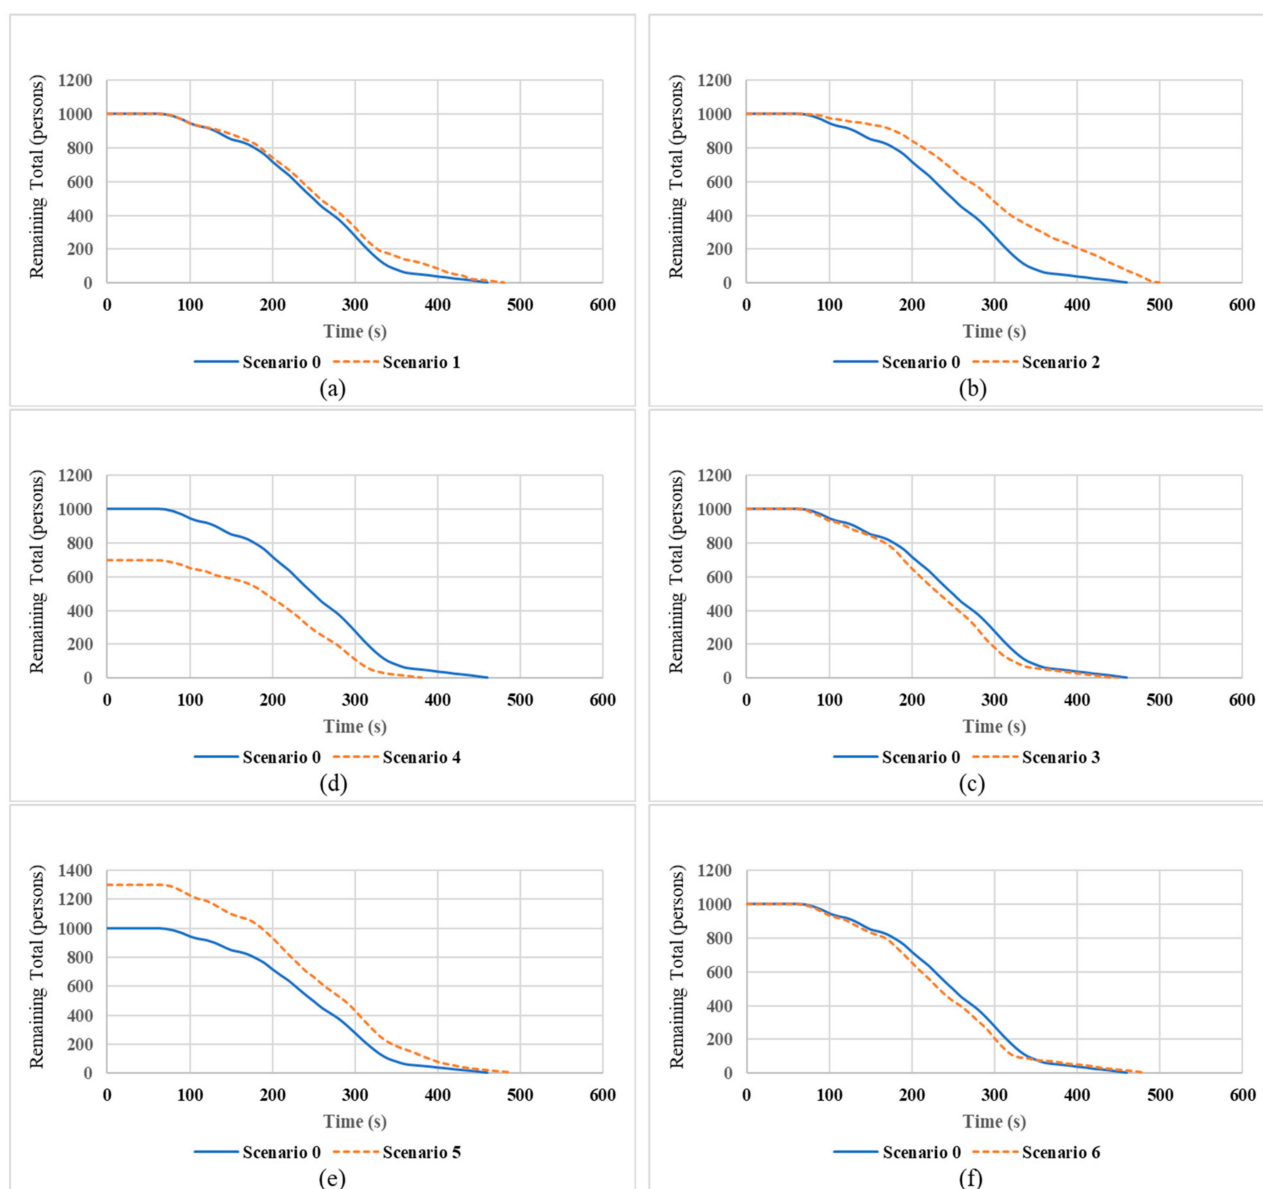 Remaining Total (persons)
1200
1000
800
600
400
200
0
0 100 200 300 400 500 600
Time (s)
Scenario 0 Scenario 1
(a)
Remaining Total (persons)
1200
1000
800
600
400
200
0
0 100 200 300 400 500 600
Time (s)
Scenario 0 Scenario 2
(b)
Remaining Total (persons)
1200
1000
800
600
400
200
0
0 100 200 300 400 500 600
Time (s)
Scenario 0 Scenario 4
(d)
Remaining Total (persons)
1200
1000
800
600
400
200
0
0 100 200 300 400 500 600
Time (s)
Scenario 0 Scenario 3
(c)
Remaining Total (persons)
1400
1200
1000
800
600
400
200
0
0 100 200 300 400 500 600
Time (s)
Scenario 0 Scenario 5
(e)
Remaining Total (persons)
1200
1000
800
600
400
200
0
0 100 200 300 400 500 600
Time (s)
Scenario 0 Scenario 6
(f)